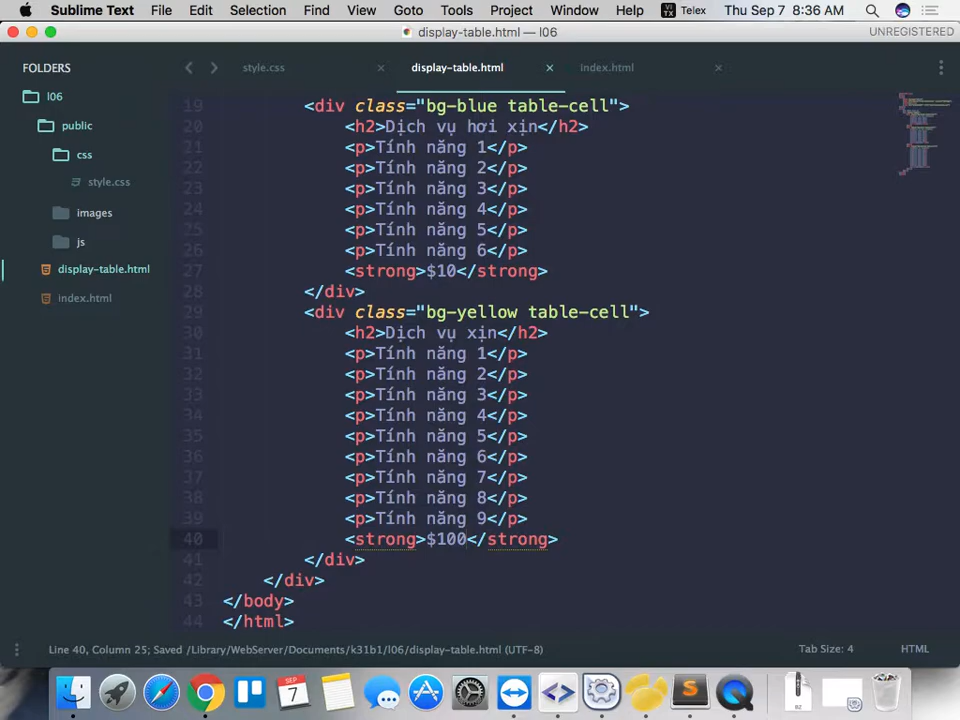 Sublime Text File Edit Selection Find View Goto Tools Project Window Help VI TX Telex Thu Sep 7 8:36 AM
display-table.html — l06 UNREGISTERED
FOLDERS
l06
public
css
style.css
images
js
display-table.html
index.html
style.css × display-table.html × index.html ×
19 <div class="bg-blue table-cell">
20 <h2>Dịch vụ hơi xịn</h2>
21 <p>Tính năng 1</p>
22 <p>Tính năng 2</p>
23 <p>Tính năng 3</p>
24 <p>Tính năng 4</p>
25 <p>Tính năng 5</p>
26 <p>Tính năng 6</p>
27 <strong>$10</strong>
28 </div>
29 <div class="bg-yellow table-cell">
30 <h2>Dịch vụ xịn</h2>
31 <p>Tính năng 1</p>
32 <p>Tính năng 2</p>
33 <p>Tính năng 3</p>
34 <p>Tính năng 4</p>
35 <p>Tính năng 5</p>
36 <p>Tính năng 6</p>
37 <p>Tính năng 7</p>
38 <p>Tính năng 8</p>
39 <p>Tính năng 9</p>
40 <strong>$100</strong>
41 </div>
42 </div>
43 </body>
44 </html>
Line 40, Column 25; Saved /Library/WebServer/Documents/k31b1/l06/display-table.html (UTF-8) Tab Size: 4 HTML
SEP
7